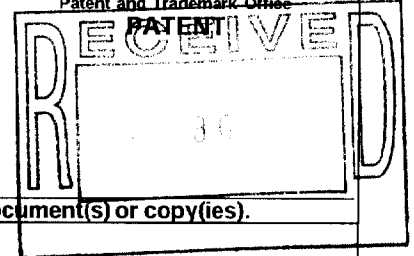 Patent and Trademark Office
PATENT
RECEIVED
ocument(s) or copy(ies).